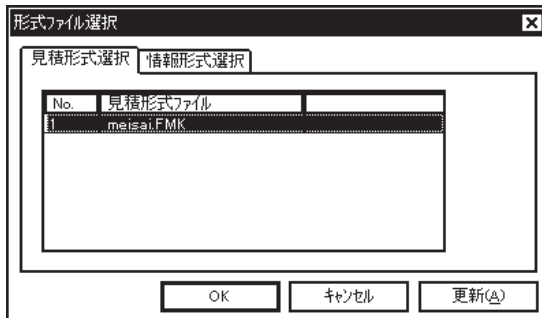 形式ファイル選択
見積形式選択 情報形式選択
No. 見積形式ファイル
1 meisai.FMK
OK キャンセル 更新(A)